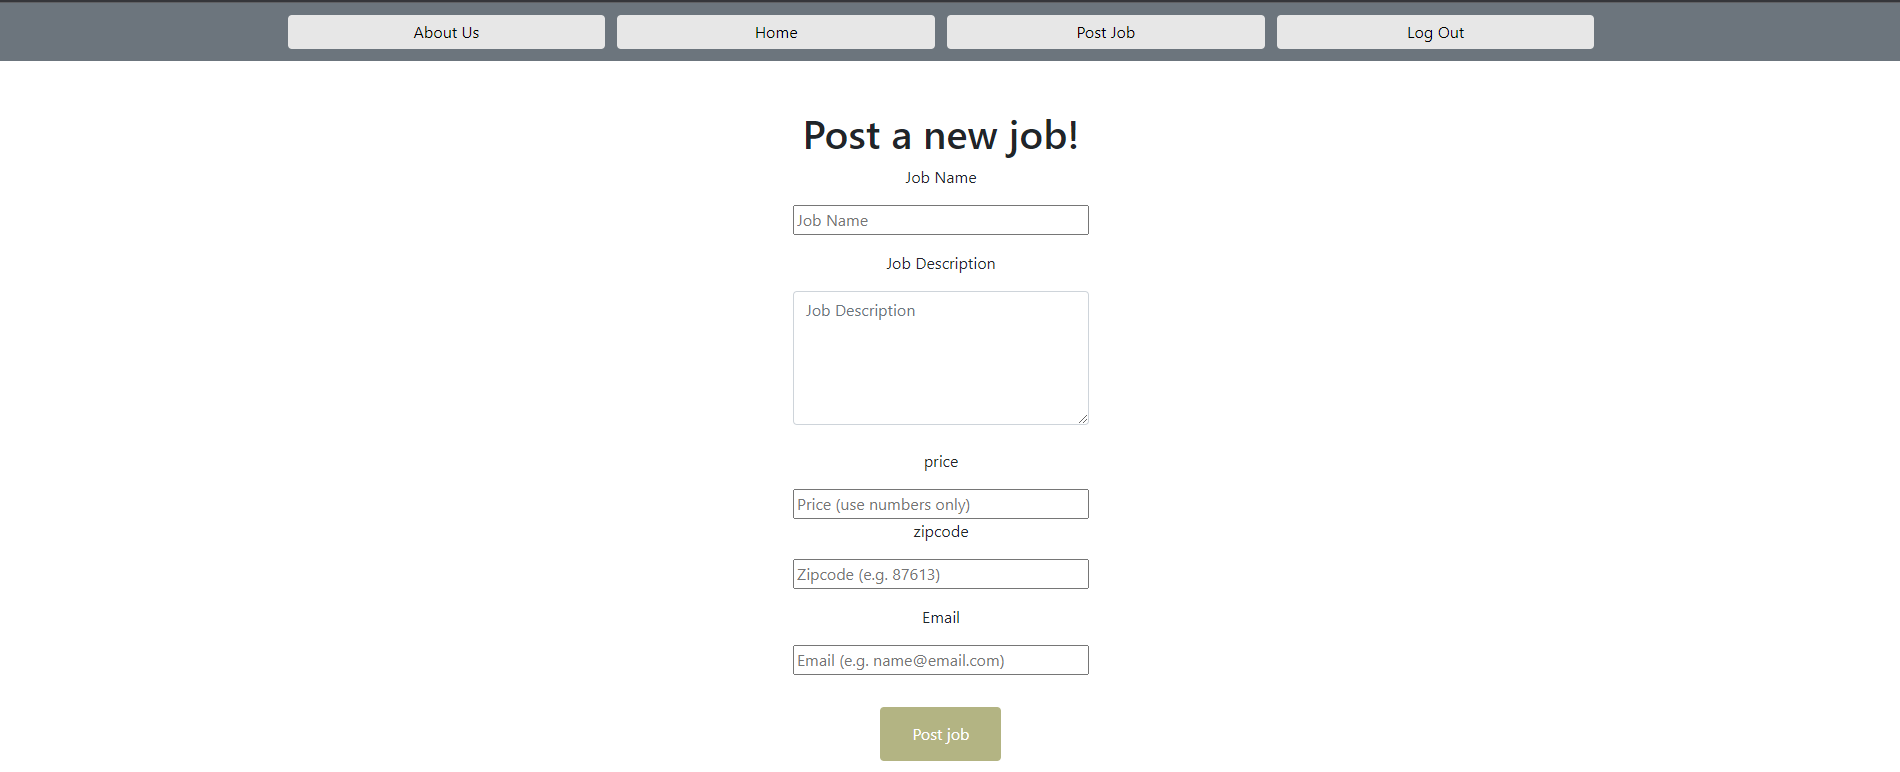 About Us Home Post Job Log Out
Post a new job!
Job Name
Job Name
Job Description
Job Description
price
Price (use numbers only)
zipcode
Zipcode (e.g. 87613)
Email
Email (e.g. name@email.com)
Post job